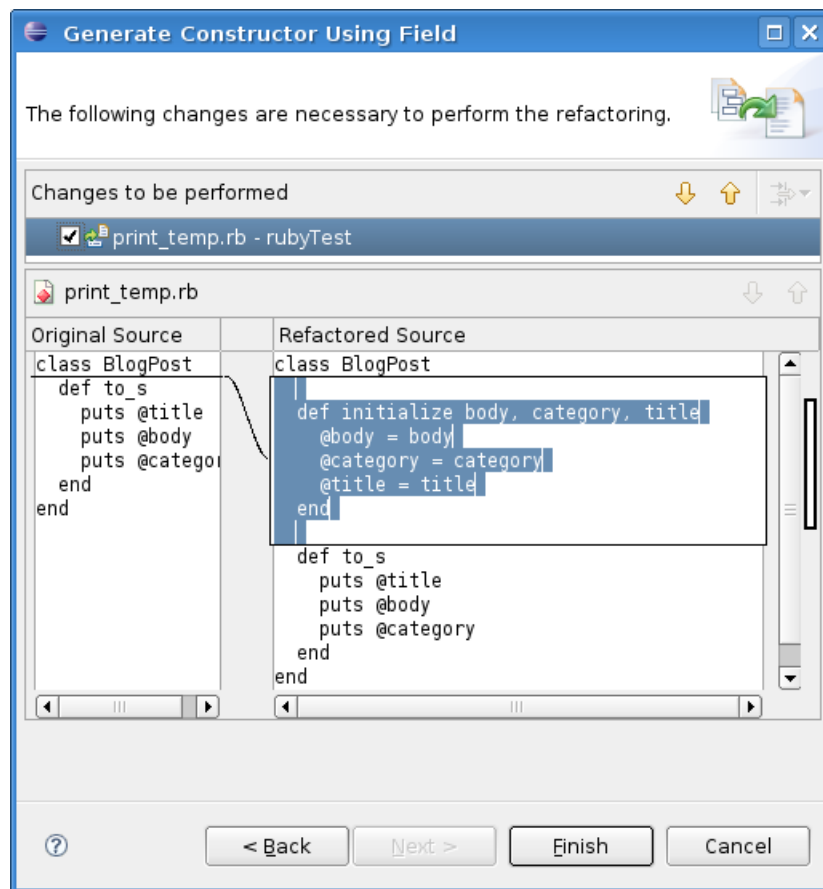 Generate Constructor Using Field
The following changes are necessary to perform the refactoring.
Changes to be performed
print_temp.rb - rubyTest
print_temp.rb
Original Source
class BlogPost
  def to_s
    puts @title
    puts @body
    puts @categor
  end
end
Refactored Source
class BlogPost
  def initialize body, category, title
    @body = body
    @category = category
    @title = title
  end
  def to_s
    puts @title
    puts @body
    puts @category
  end
end
< Back
Next >
Finish
Cancel